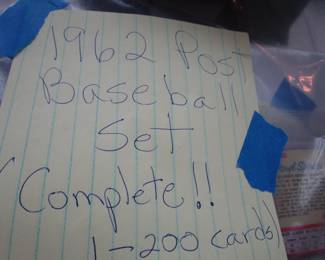 1962 Post
Baseball
Set
(Complete!!
1-200 cards)